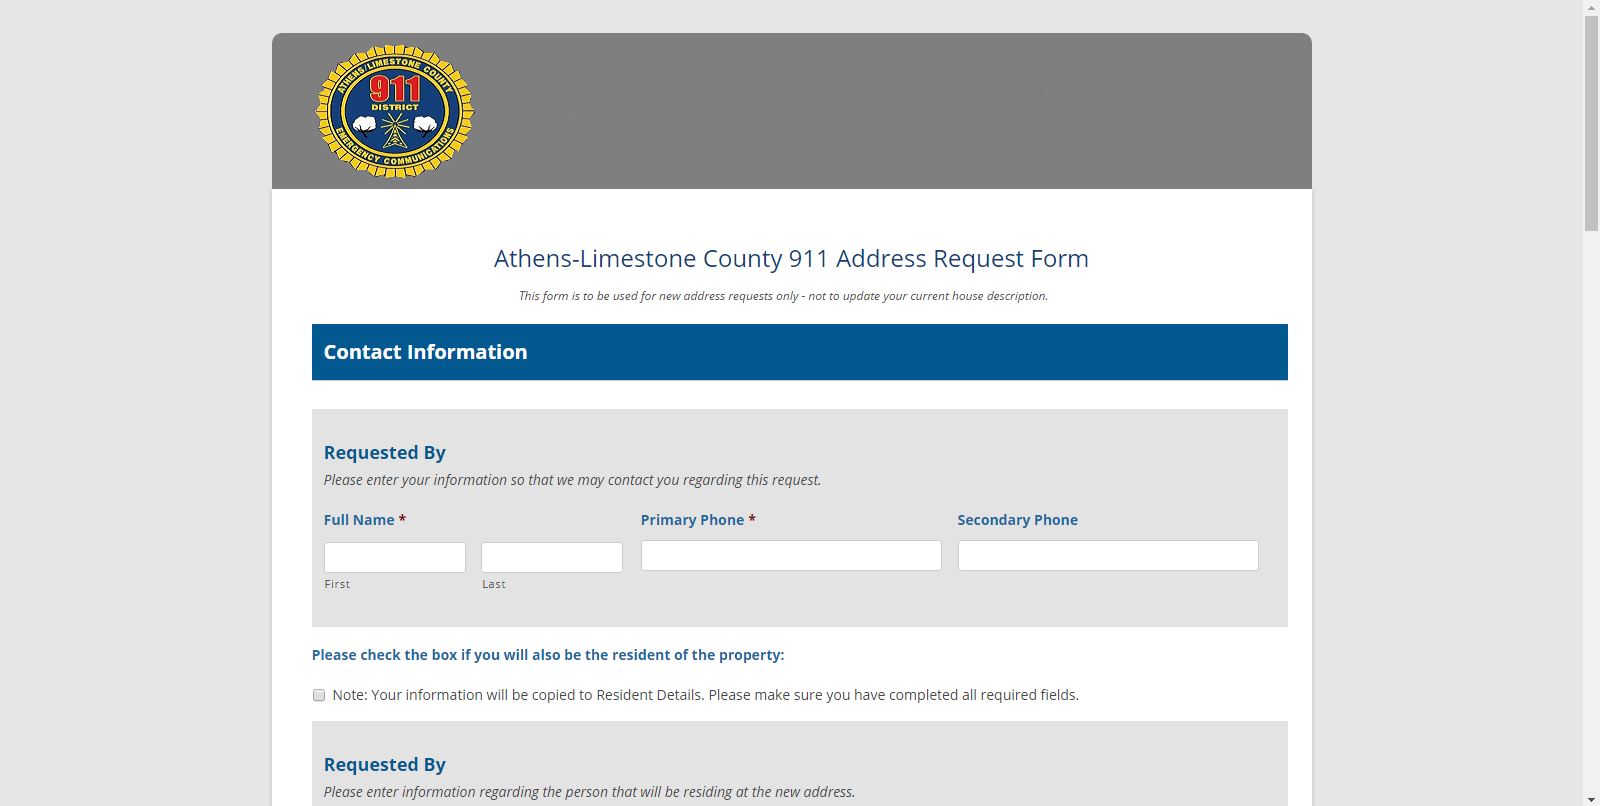 ATHENS/LIMESTONE COUNTY
911
DISTRICT
EMERGENCY COMMUNICATIONS
Athens-Limestone County 911 Address Request Form
This form is to be used for new address requests only - not to update your current house description.
Contact Information
Requested By
Please enter your information so that we may contact you regarding this request.
Full Name * Primary Phone * Secondary Phone
First Last
Please check the box if you will also be the resident of the property:
Note: Your information will be copied to Resident Details. Please make sure you have completed all required fields.
Requested By
Please enter information regarding the person that will be residing at the new address.